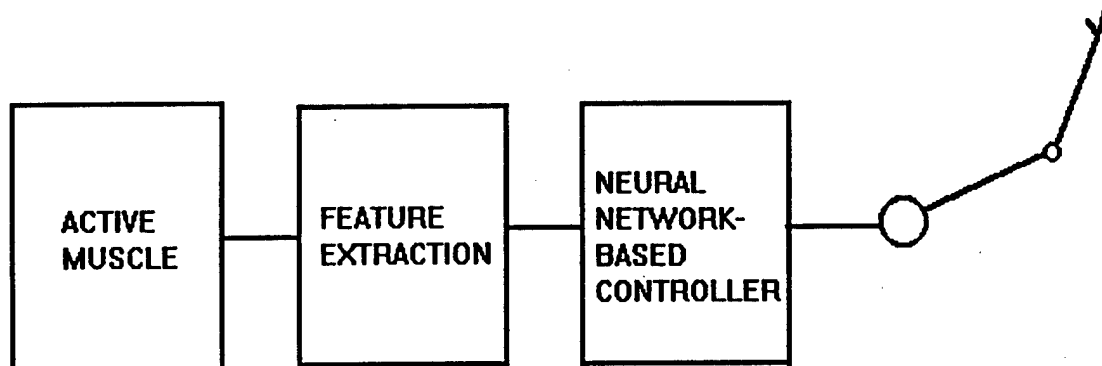 ACTIVE
MUSCLE
FEATURE
EXTRACTION
NEURAL
NETWORK-
BASED
CONTROLLER